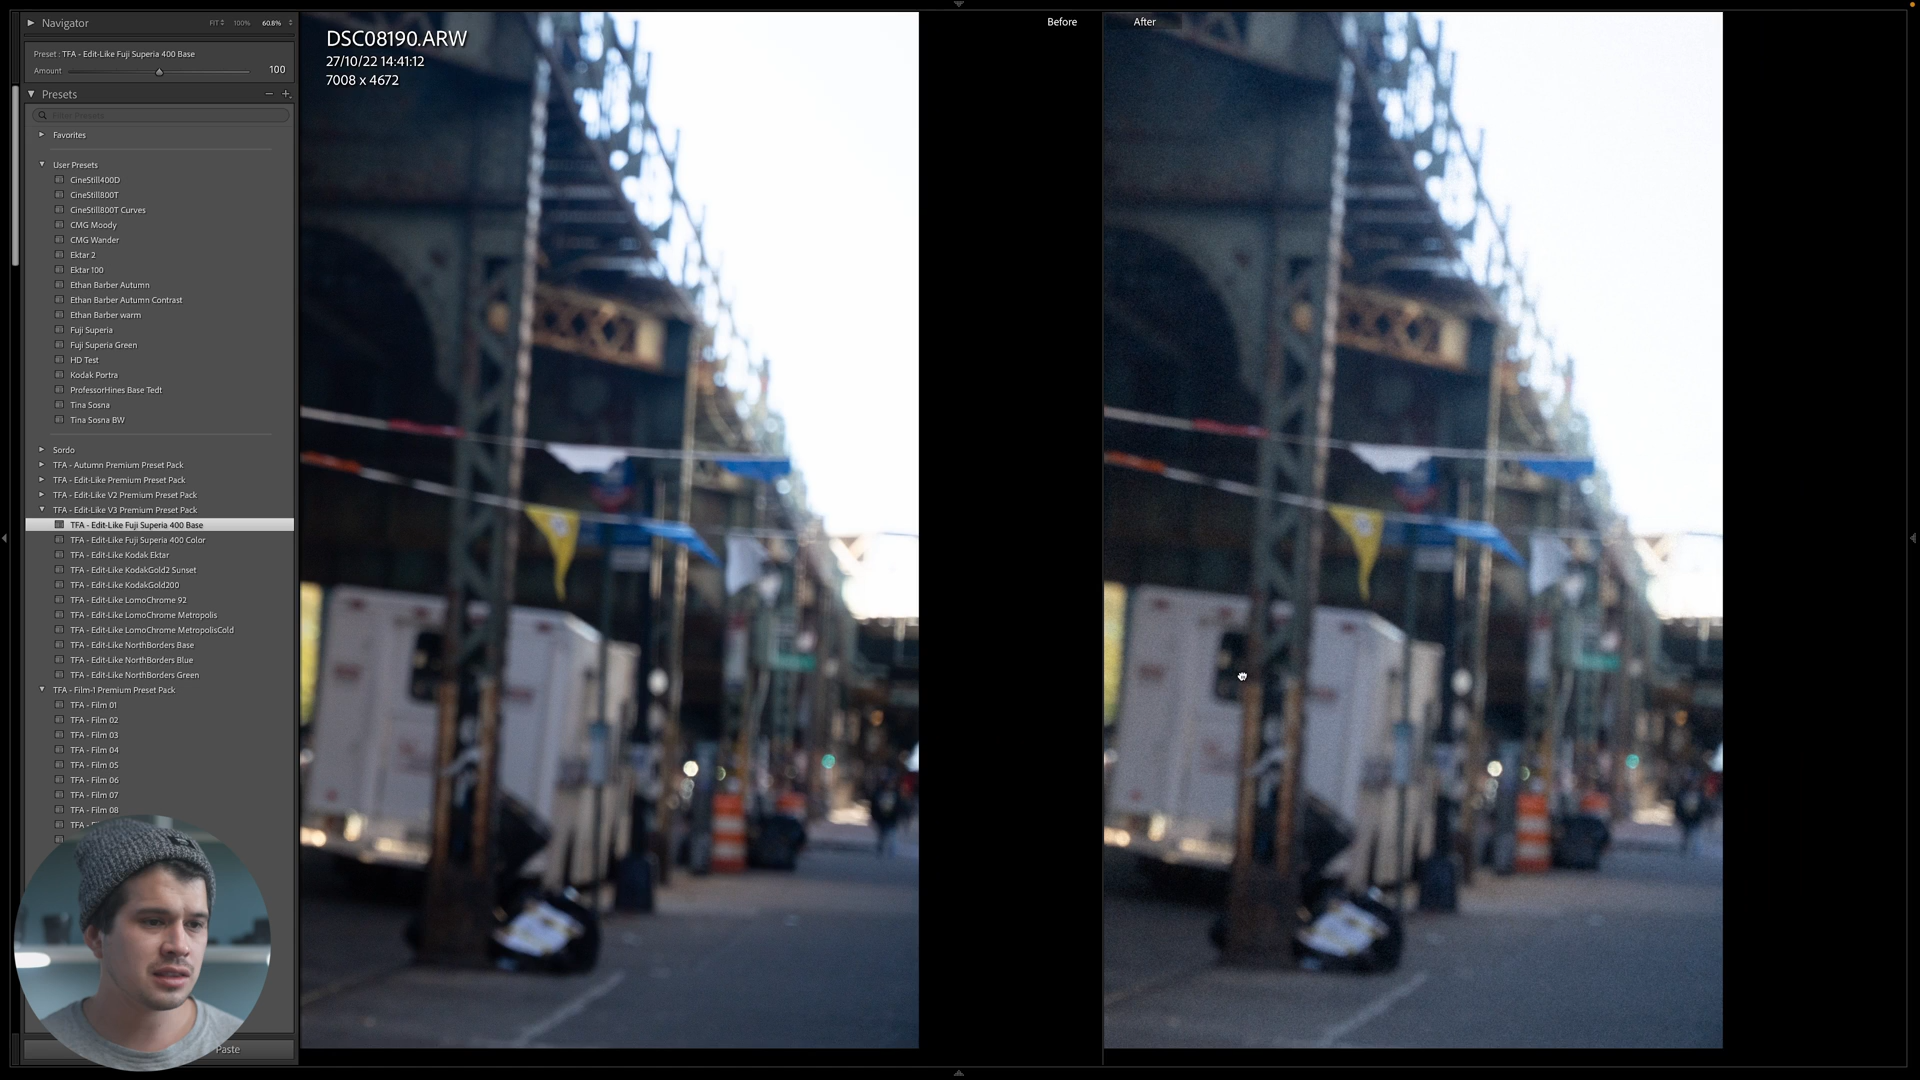 Navigator
FIT
100%
60.8%
Preset : TFA - Edit-Like Fuji Superia 400 Base
Amount
100
Presets
Filter Presets
Favorites
User Presets
CineStill400D
CineStill800T
CineStill800T Curves
CMG Moody
CMG Wander
Ektar 2
Ektar 100
Ethan Barber Autumn
Ethan Barber Autumn Contrast
Ethan Barber warm
Fuji Superia
Fuji Superia Green
HD Test
Kodak Portra
ProfessorHines Base Tedt
Tina Sosna
Tina Sosna BW
Sordo
TFA - Autumn Premium Preset Pack
TFA - Edit-Like Premium Preset Pack
TFA - Edit-Like V2 Premium Preset Pack
TFA - Edit-Like V3 Premium Preset Pack
TFA - Edit-Like Fuji Superia 400 Base
TFA - Edit-Like Fuji Superia 400 Color
TFA - Edit-Like Kodak Ektar
TFA - Edit-Like KodakGold2 Sunset
TFA - Edit-Like KodakGold200
TFA - Edit-Like LomoChrome 92
TFA - Edit-Like LomoChrome Metropolis
TFA - Edit-Like LomoChrome MetropolisCold
TFA - Edit-Like NorthBorders Base
TFA - Edit-Like NorthBorders Blue
TFA - Edit-Like NorthBorders Green
TFA - Film-1 Premium Preset Pack
TFA - Film 01
TFA - Film 02
TFA - Film 03
TFA - Film 04
TFA - Film 05
TFA - Film 06
TFA - Film 07
TFA - Film 08
TFA -
Paste
DSC08190.ARW
27/10/22 14:41:12
7008 x 4672
Before
After